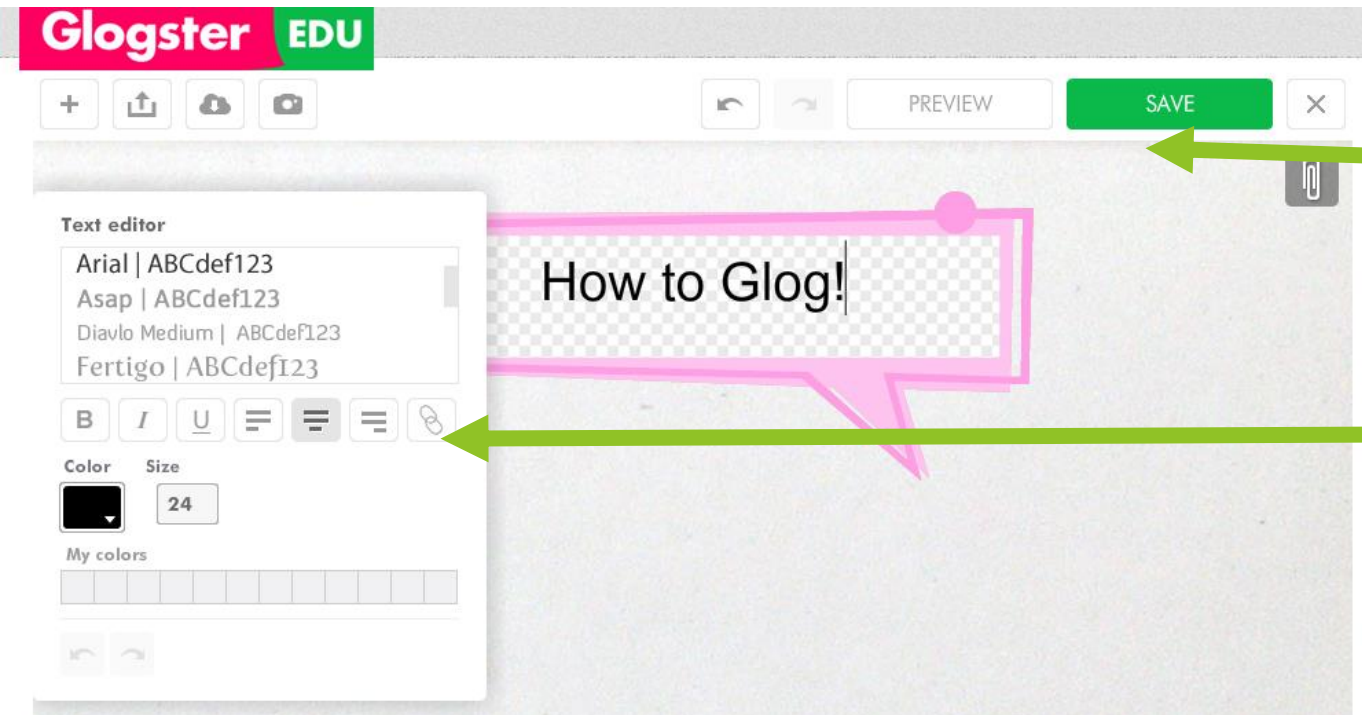 Glogster EDU
PREVIEW SAVE
Text editor
Arial | ABCdef123
Asap | ABCdef123
Diavlo Medium | ABCdef123
Fertigo | ABCdef123
B I U
Color Size
24
My colors
How to Glog!